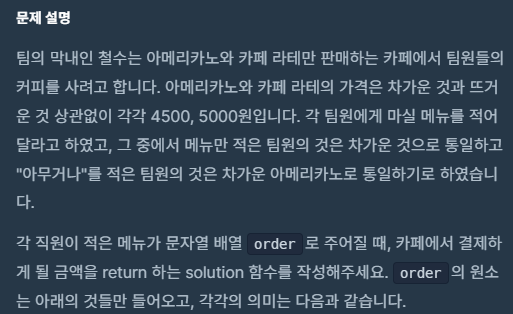 문제 설명
팀의 막내인 철수는 아메리카노와 카페 라테만 판매하는 카페에서 팀원들의
커피를 사려고 합니다. 아메리카노와 카페 라테의 가격은 차가운 것과 뜨거
운 것 상관없이 각각 4500, 5000원입니다. 각 팀원에게 마실 메뉴를 적어
달라고 하였고, 그 중에서 메뉴만 적은 팀원의 것은 차가운 것으로 통일하고
"아무거나"를 적은 팀원의 것은 차가운 아메리카노로 통일하기로 하였습니
다.
각 직원이 적은 메뉴가 문자열 배열 order 로 주어질 때, 카페에서 결제하
게 될 금액을 return 하는 solution 함수를 작성해주세요. order 의 원소
는 아래의 것들만 들어오고, 각각의 의미는 다음과 같습니다.